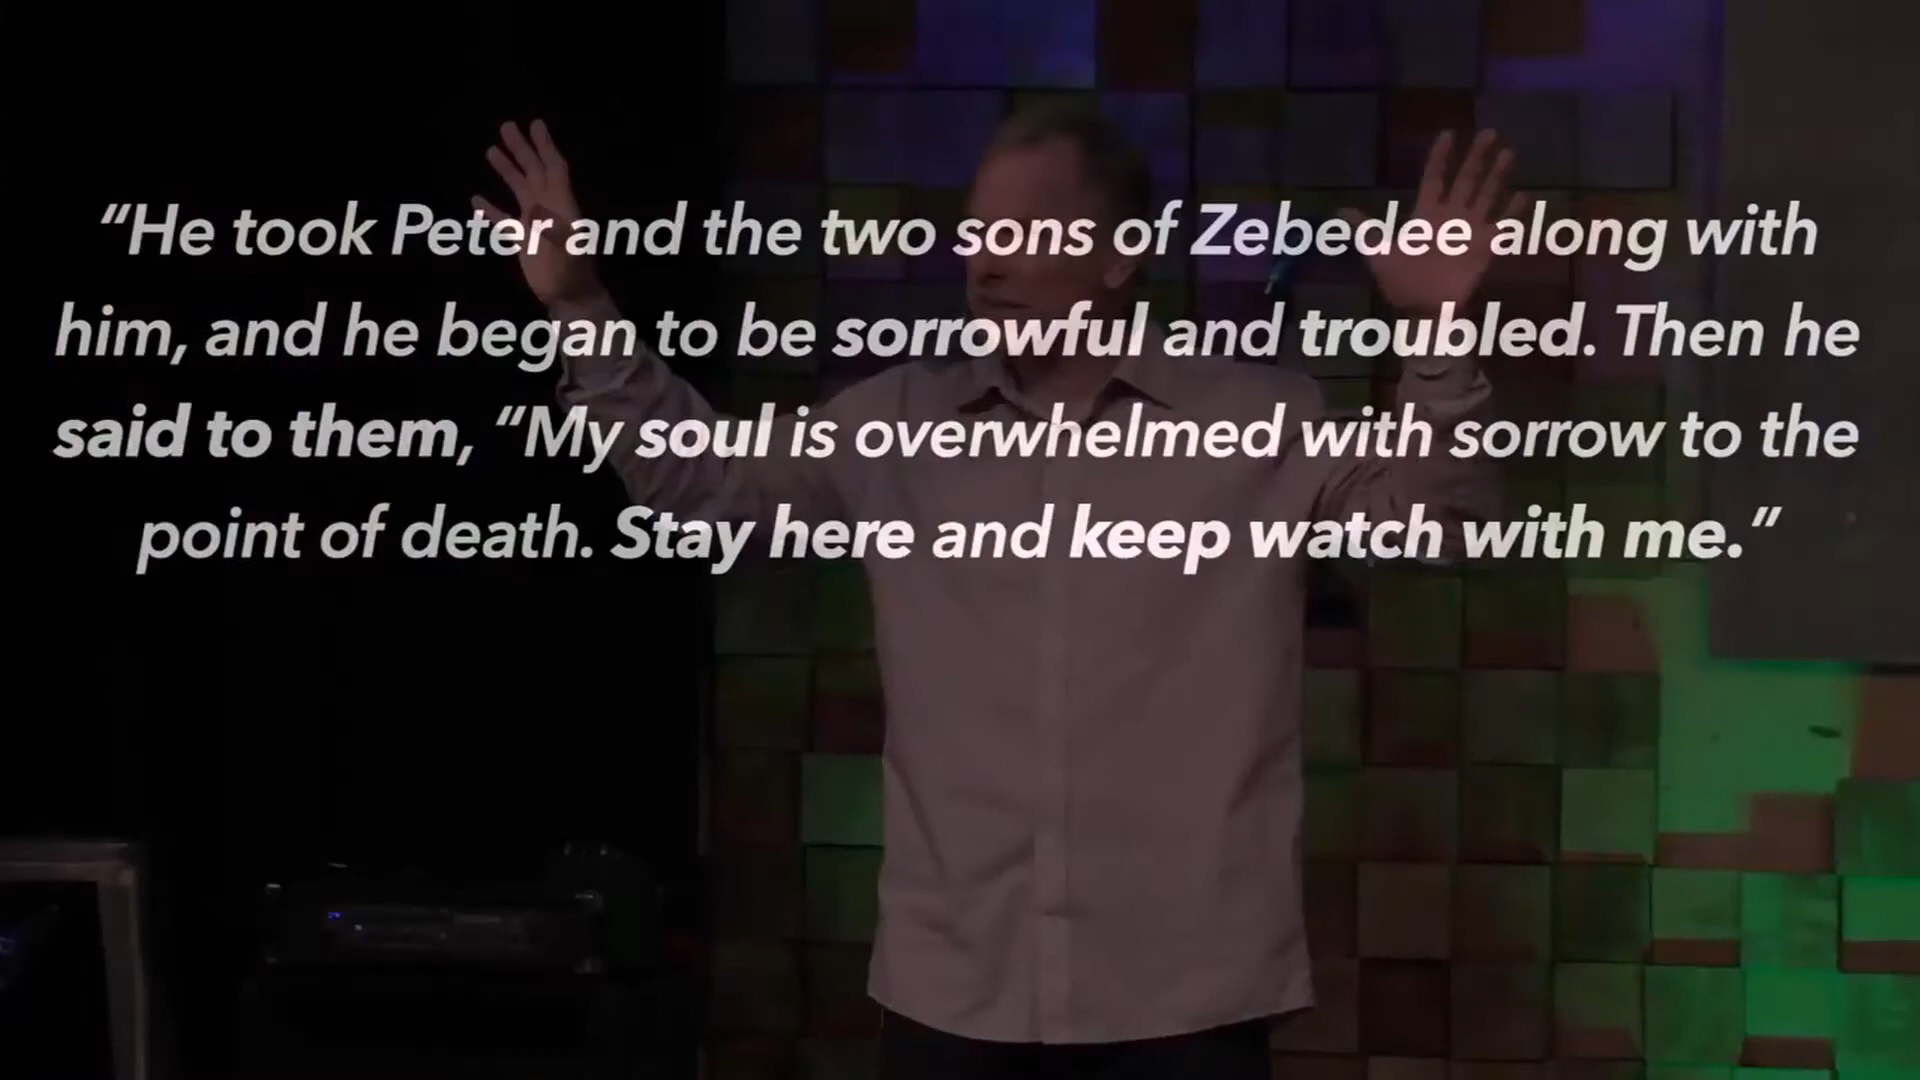 “He took Peter and the two sons of Zebedee along with
him, and he began to be sorrowful and troubled. Then he
said to them, “My soul is overwhelmed with sorrow to the
point of death. Stay here and keep watch with me.”